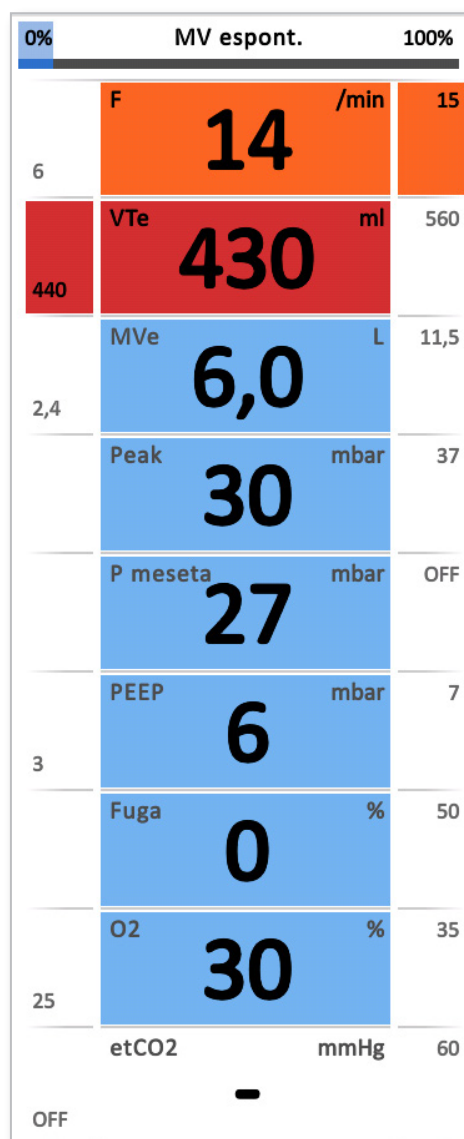 0% MV espont. 100%
F /min 15
14
6
VTe ml 560
430
440
MVe L 11,5
6,0
2,4
Peak mbar 37
30
P meseta mbar OFF
27
PEEP mbar 7
6
3
Fuga % 50
0
O2 % 35
30
25
etCO2 mmHg 60
-
OFF